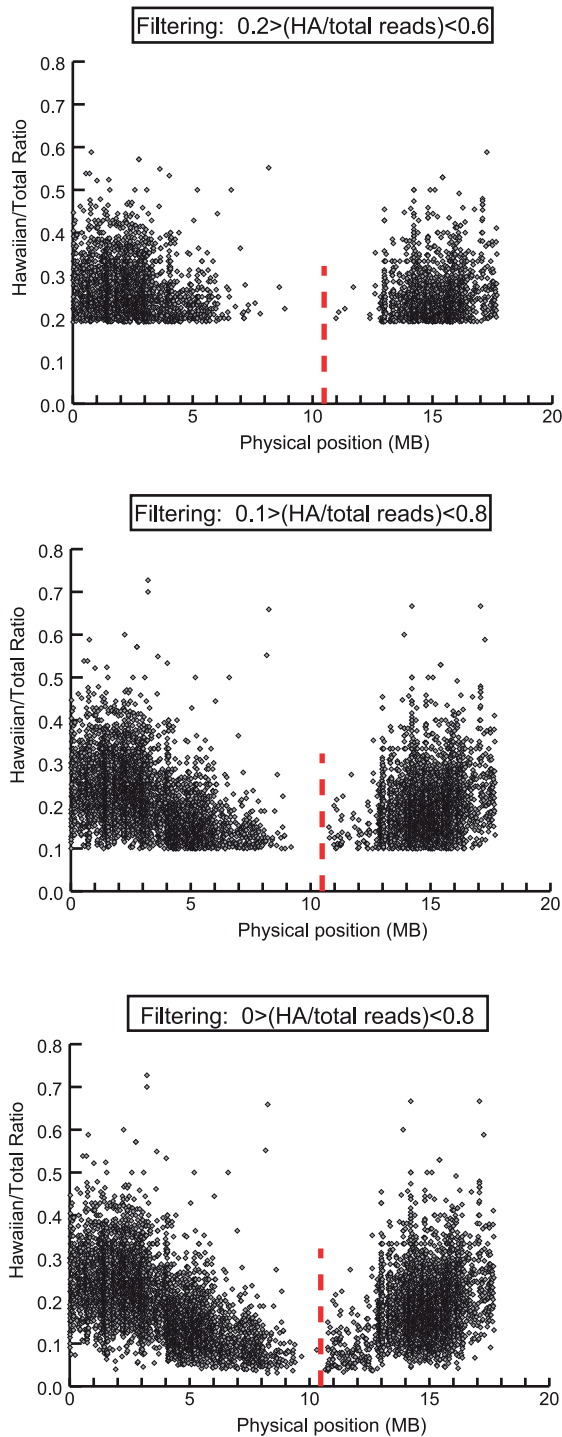 Filtering: 0.2>(HA/total reads)<0.6
0.8
0.7
0.6
0.5
0.4
0.3
0.2
0.1
0.0
Hawaiian/Total Ratio
0 5 10 15 20
Physical position (MB)
Filtering: 0.1>(HA/total reads)<0.8
0.8
0.7
0.6
0.5
0.4
0.3
0.2
0.1
0.0
Hawaiian/Total Ratio
0 5 10 15 20
Physical position (MB)
Filtering: 0>(HA/total reads)<0.8
0.8
0.7
0.6
0.5
0.4
0.3
0.2
0.1
0.0
Hawaiian/Total Ratio
0 5 10 15 20
Physical position (MB)